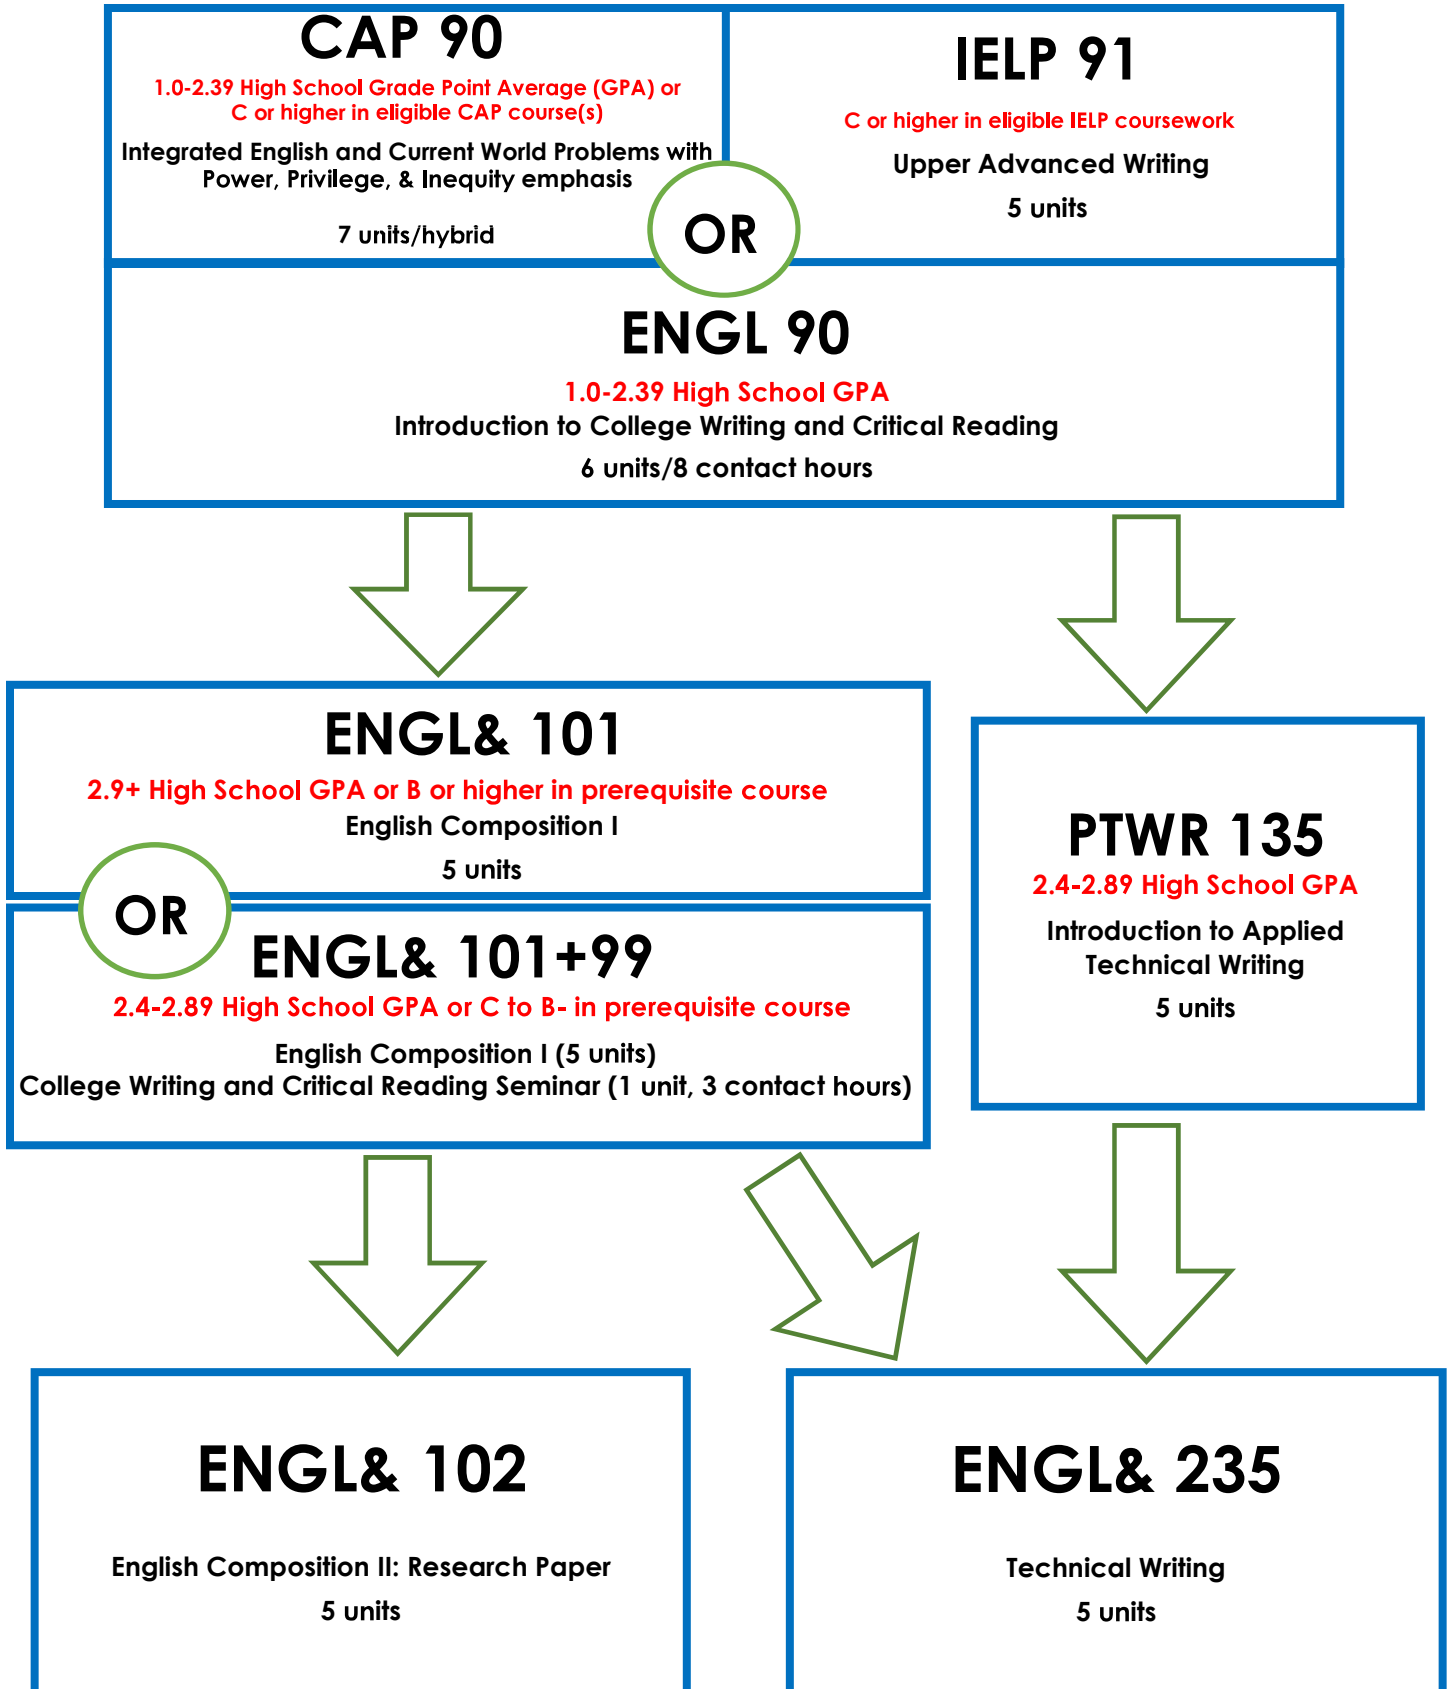 CAP 90
1.0-2.39 High School Grade Point Average (GPA) or
C or higher in eligible CAP course(s)
Integrated English and Current World Problems with
Power, Privilege, & Inequity emphasis
7 units/hybrid
IELP 91
C or higher in eligible IELP coursework
Upper Advanced Writing
5 units
OR
ENGL 90
1.0-2.39 High School GPA
Introduction to College Writing and Critical Reading
6 units/8 contact hours
ENGL& 101
2.9+ High School GPA or B or higher in prerequisite course
English Composition I
5 units
OR
ENGL& 101+99
2.4-2.89 High School GPA or C to B- in prerequisite course
English Composition I (5 units)
College Writing and Critical Reading Seminar (1 unit, 3 contact hours)
PTWR 135
2.4-2.89 High School GPA
Introduction to Applied
Technical Writing
5 units
ENGL& 102
English Composition II: Research Paper
5 units
ENGL& 235
Technical Writing
5 units